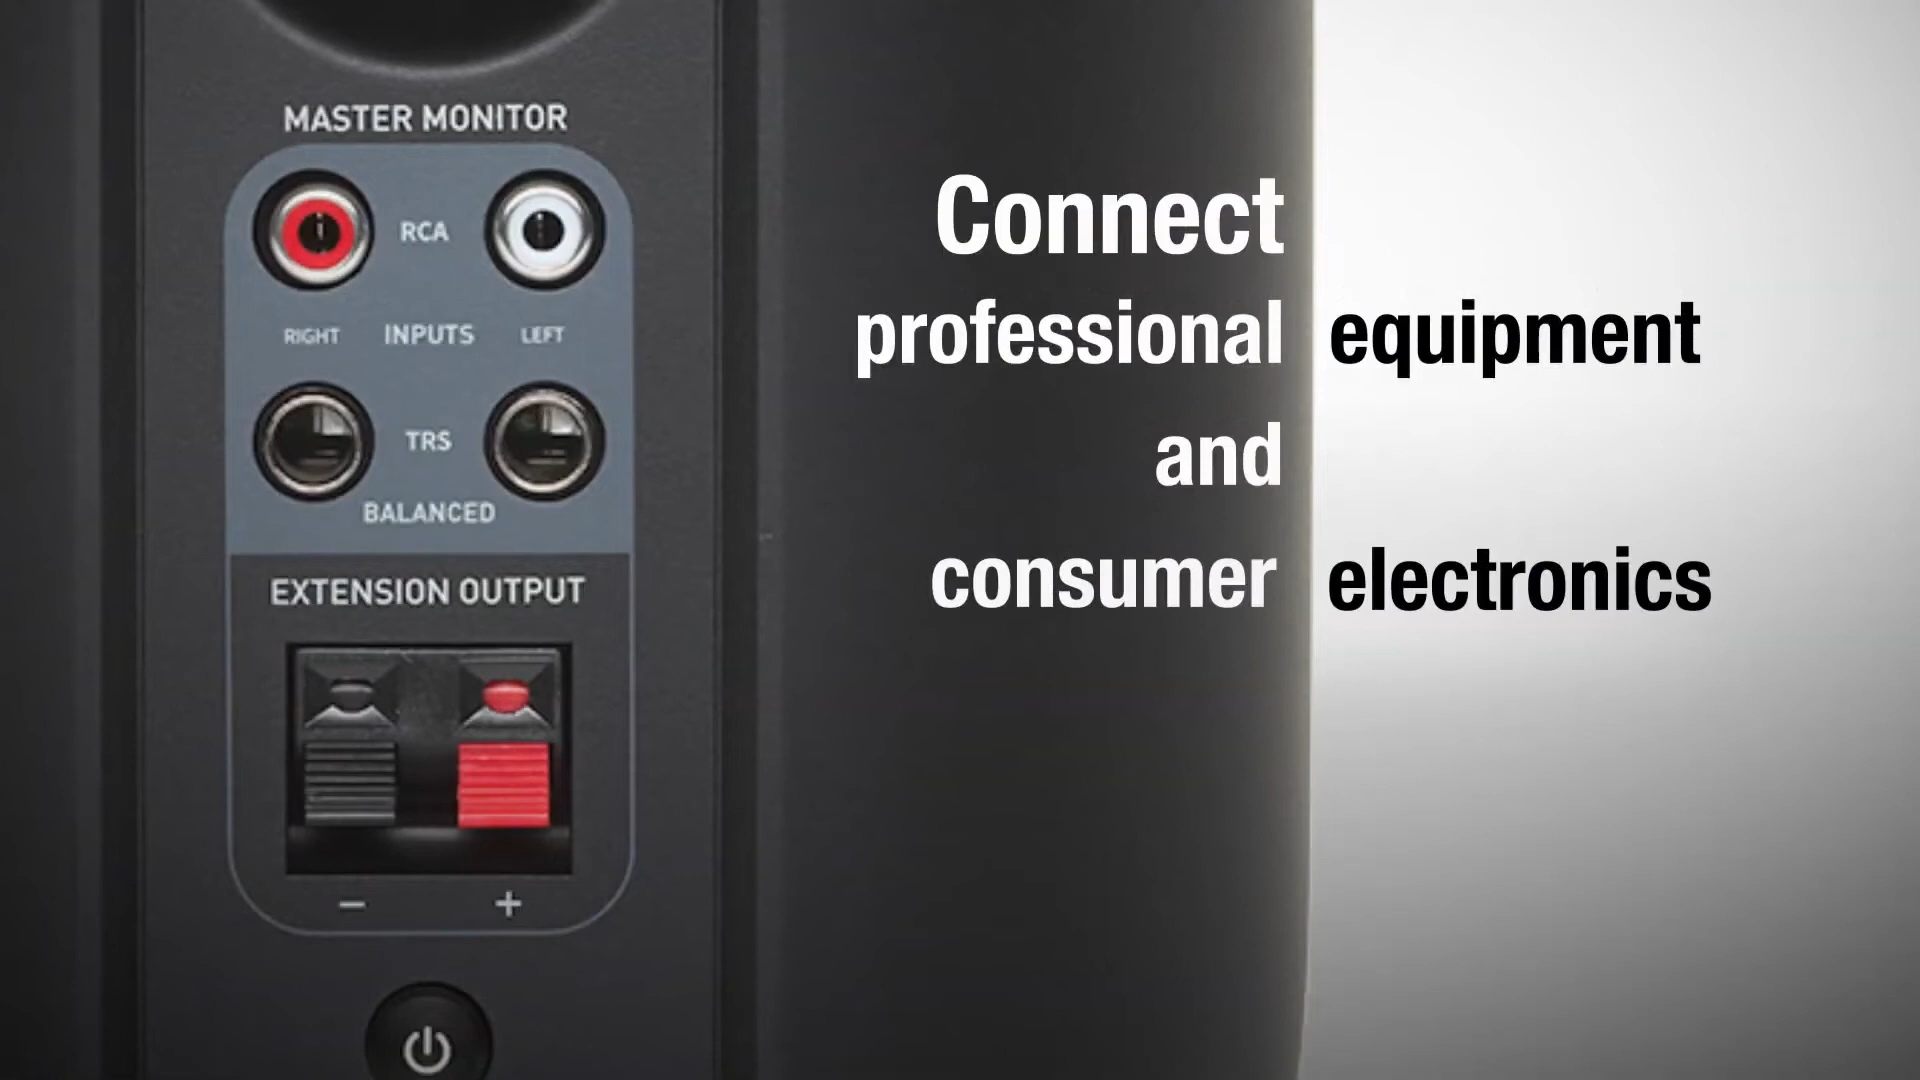 MASTER MONITOR
RCA
RIGHT INPUTS LEFT
TRS
BALANCED
EXTENSION OUTPUT
− +
Connect
professional equipment
and
consumer electronics